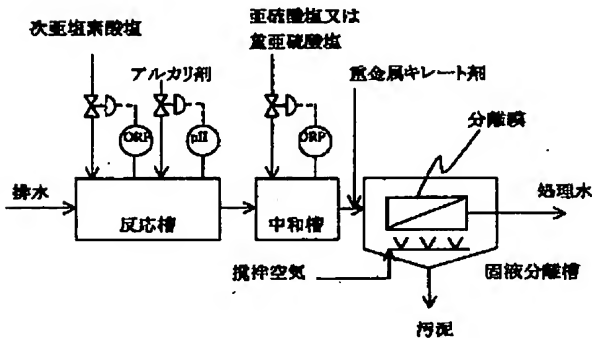 次亜塩素酸塩
亜硫酸塩又は
重亜硫酸塩
アルカリ剤
重金属キレート剤
分離膜
ORP
pH
ORP
排水
反応槽
中和槽
処理水
攪拌空気
固液分離槽
汚泥